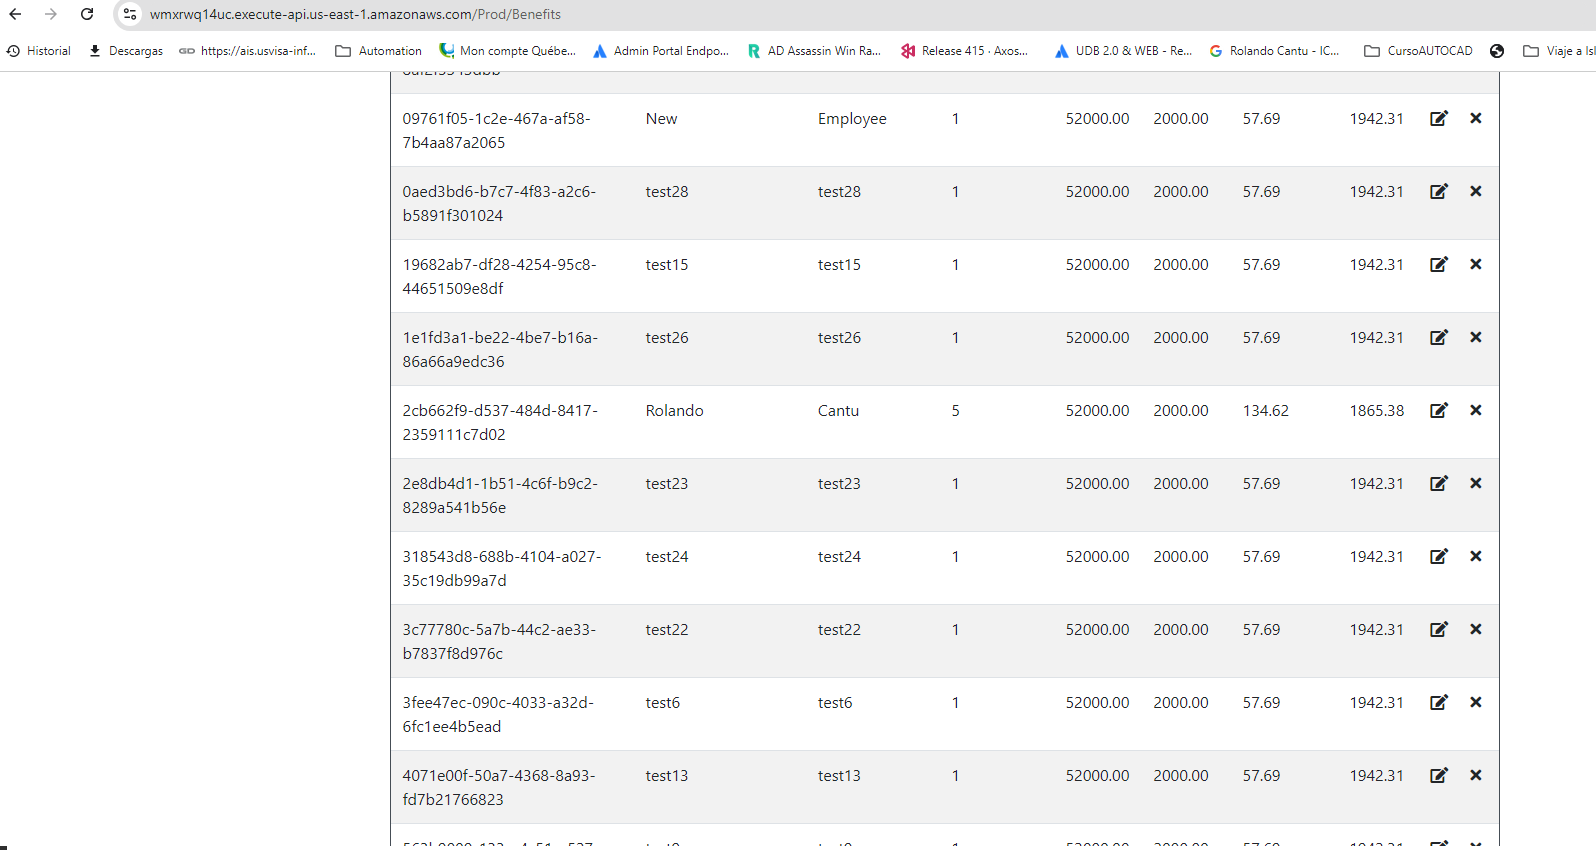 wmxrwq14uc.execute-api.us-east-1.amazonaws.com/Prod/Benefits
Historial Descargas https://ais.usvisa-inf... Automation Mon compte Québe... Admin Portal Endpo... AD Assassin Win Ra... Release 415 · Axos... UDB 2.0 & WEB - Re... Rolando Cantu - IC... CursoAUTOCAD Viaje a Isl
09761f05-1c2e-467a-af58- New Employee 1 52000.00 2000.00 57.69 1942.31
7b4aa87a2065
0aed3bd6-b7c7-4f83-a2c6- test28 test28 1 52000.00 2000.00 57.69 1942.31
b5891f301024
19682ab7-df28-4254-95c8- test15 test15 1 52000.00 2000.00 57.69 1942.31
44651509e8df
1e1fd3a1-be22-4be7-b16a- test26 test26 1 52000.00 2000.00 57.69 1942.31
86a66a9edc36
2cb662f9-d537-484d-8417- Rolando Cantu 5 52000.00 2000.00 134.62 1865.38
2359111c7d02
2e8db4d1-1b51-4c6f-b9c2- test23 test23 1 52000.00 2000.00 57.69 1942.31
8289a541b56e
318543d8-688b-4104-a027- test24 test24 1 52000.00 2000.00 57.69 1942.31
35c19db99a7d
3c77780c-5a7b-44c2-ae33- test22 test22 1 52000.00 2000.00 57.69 1942.31
b7837f8d976c
3fee47ec-090c-4033-a32d- test6 test6 1 52000.00 2000.00 57.69 1942.31
6fc1ee4b5ead
4071e00f-50a7-4368-8a93- test13 test13 1 52000.00 2000.00 57.69 1942.31
fd7b21766823